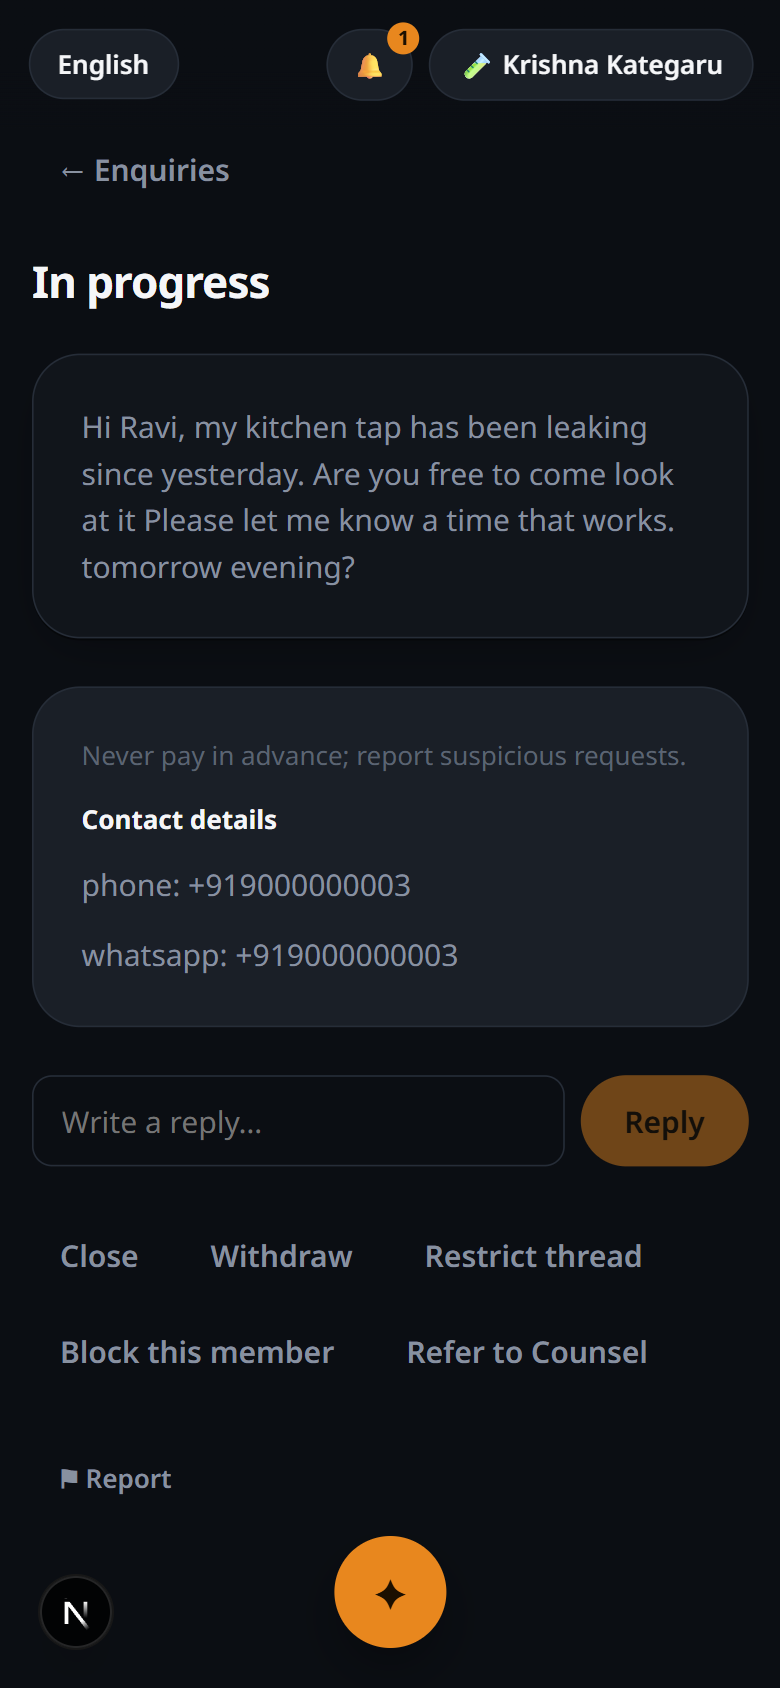 English
1
Krishna Kategaru
← Enquiries
In progress
Hi Ravi, my kitchen tap has been leaking
since yesterday. Are you free to come look
at it Please let me know a time that works.
tomorrow evening?
Never pay in advance; report suspicious requests.
Contact details
phone: +919000000003
whatsapp: +919000000003
Write a reply...
Reply
Close Withdraw Restrict thread
Block this member Refer to Counsel
Report
N